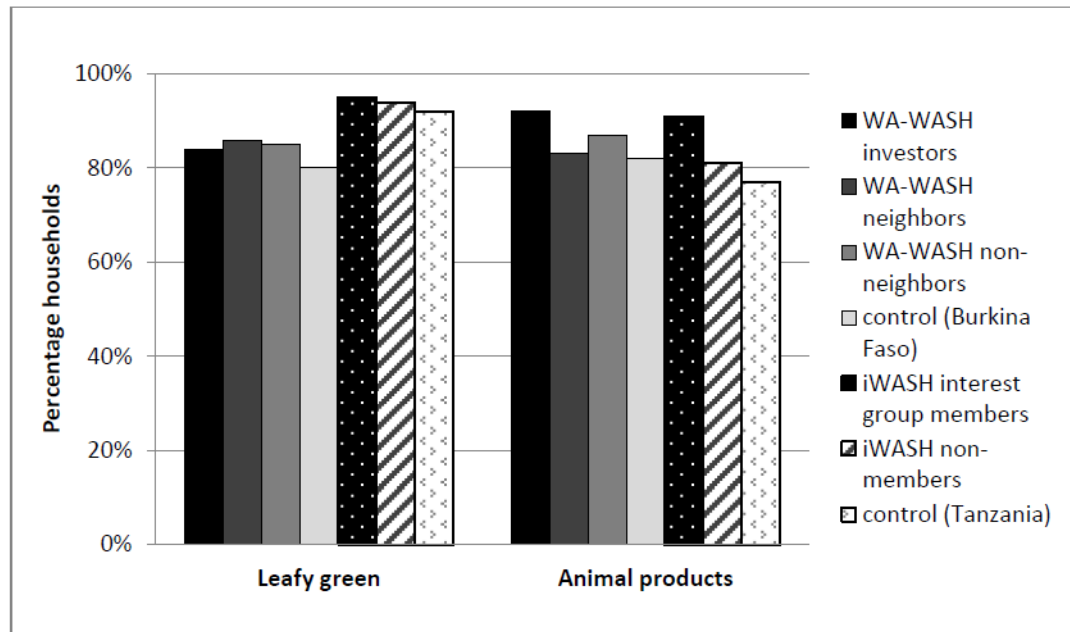 100%
80%
60%
40%
20%
0%
Percentage households
Leafy green
Animal products
WA-WASH
investors
WA-WASH
neighbors
WA-WASH non-
neighbors
control (Burkina
Faso)
iWASH interest
group members
iWASH non-
members
control (Tanzania)